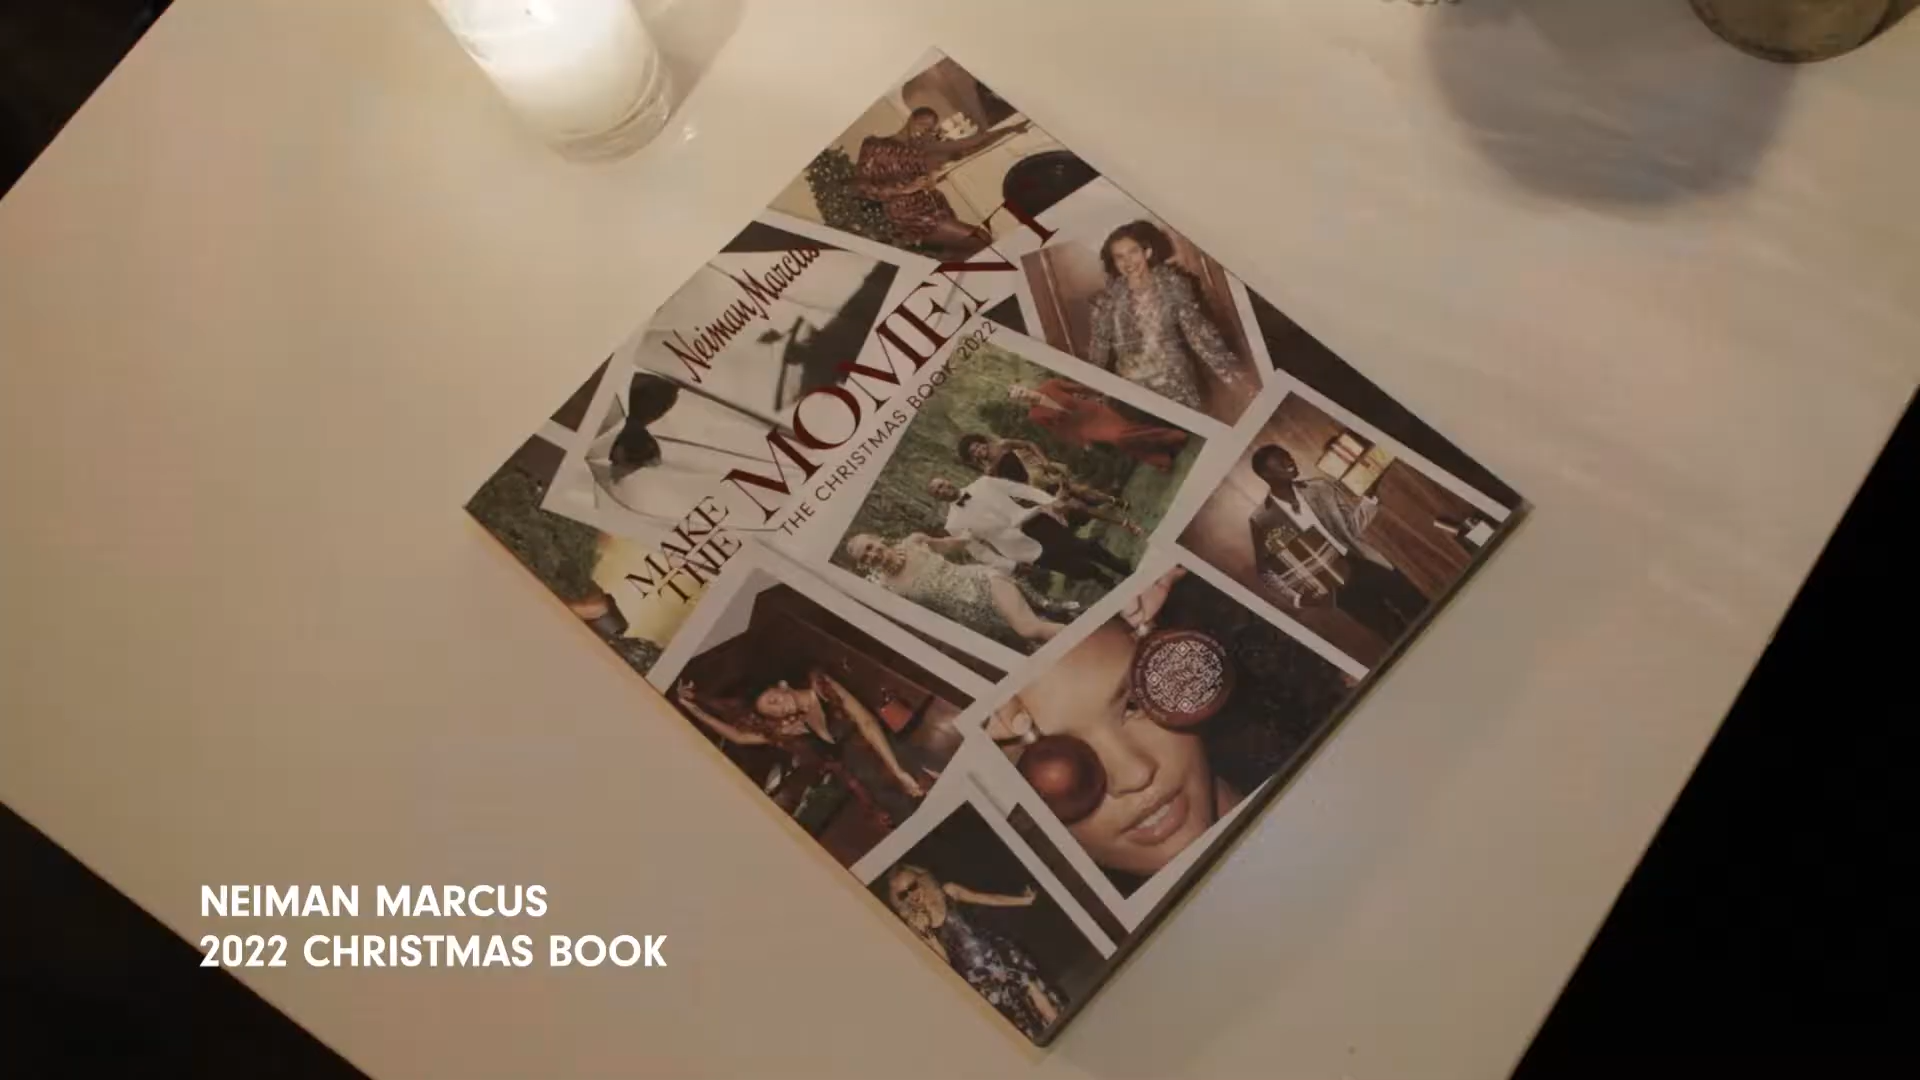 Neiman Marcus
MAKE
THE
MOMENT
THE CHRISTMAS BOOK 2022
NEIMAN MARCUS
2022 CHRISTMAS BOOK